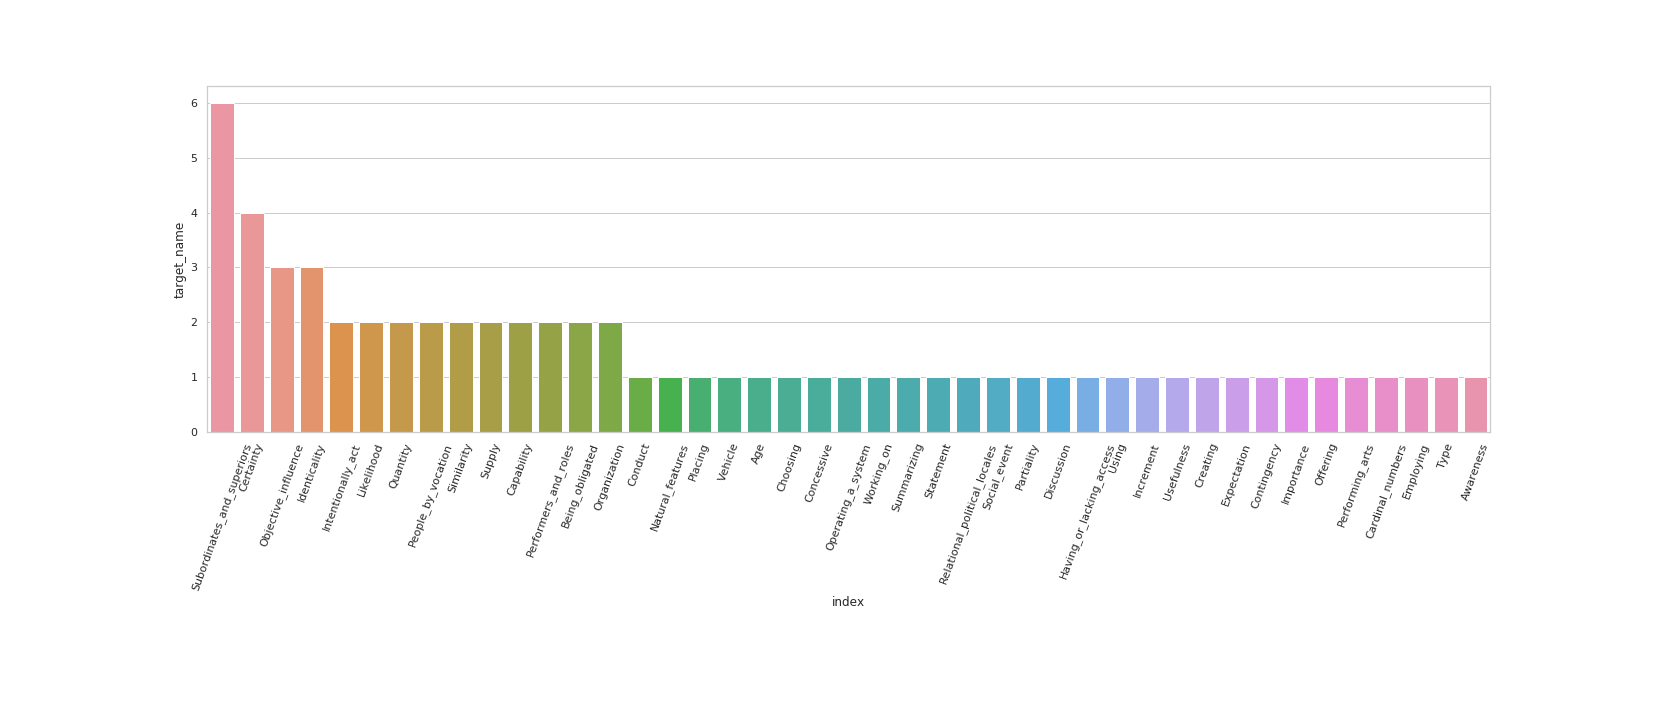 6
5
4
3
2
1
0
target_name
Subordinates_and_superiors
Certainty
Objective_influence
Identicality
Intentionally_act
Likelihood
Quantity
People_by_vocation
Similarity
Supply
Capability
Performers_and_roles
Being_obligated
Organization
Conduct
Natural_features
Placing
Vehicle
Age
Choosing
Concessive
Operating_a_system
Working_on
Summarizing
Statement
Relational_political_locales
Social_event
Partiality
Discussion
Having_or_lacking_access
Using
Increment
Usefulness
Creating
Expectation
Contingency
Importance
Offering
Performing_arts
Cardinal_numbers
Employing
Type
Awareness
index